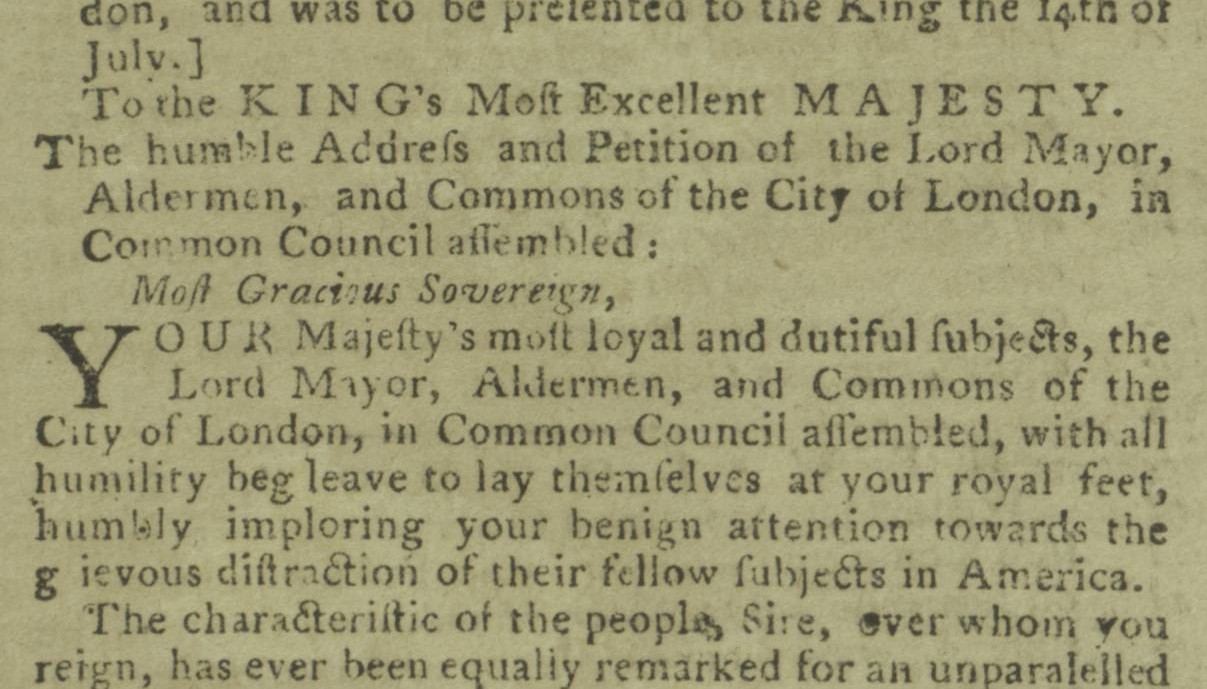 don, and was to be preſented to the King the 14th of
July.]
To the KING's Moſt Excellent MAJESTY.
The humble Addreſs and Petition of the Lord Mayor,
Aldermen, and Commons of the City of London, in
Common Council aſſembled:
Moſt Gracious Sovereign,
YOUR Majeſty's moſt loyal and dutiful ſubjects, the
Lord Mayor, Aldermen, and Commons of the
City of London, in Common Council aſſembled, with all
humility beg leave to lay themſelves at your royal feet,
humbly imploring your benign attention towards the
g ievous diſtraction of their fellow ſubjects in America.
The characteriſtic of the people, Sire, over whom you
reign, has ever been equally remarked for an unparalelled